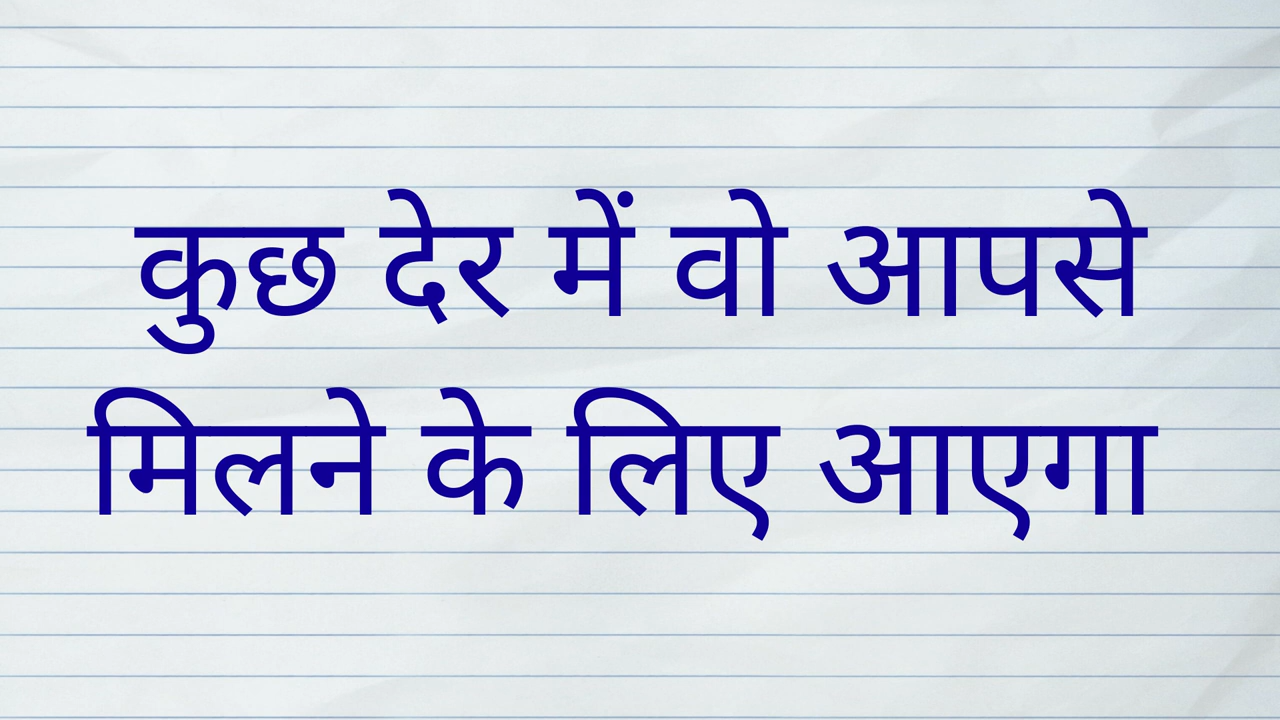 कुछ देर में वो आपसे
मिलने के लिए आएगा